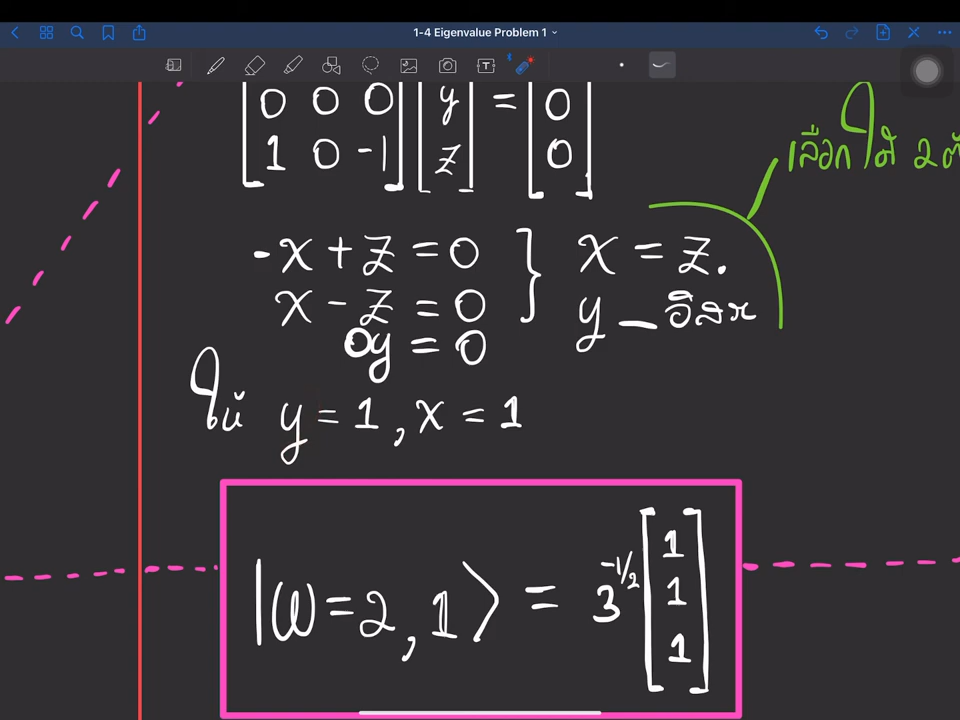 1-4 Eigenvalue Problem 1
0 0 0 y = 0
1 0 -1 z 0
เลือกได้ 2 ตั
-x + z = 0 } x = z.
x - z = 0 y _ อิสระ
0y = 0
ให้ y = 1, x = 1
|ω=2, 1⟩ = 3^{-1/2} [1
1
1]